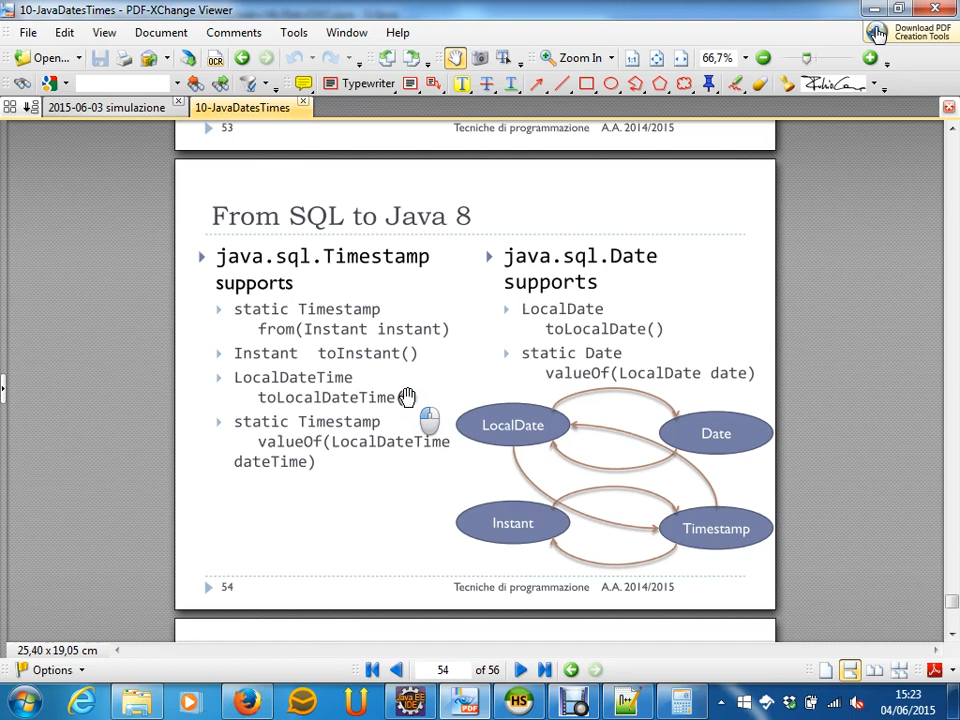 10-JavaDatesTimes - PDF-XChange Viewer
File Edit View Document Comments Tools Window Help
Download PDF
Creation Tools
Open... OCR Zoom In 66,7%
Typewriter
2015-06-03 simulazione 10-JavaDatesTimes
53 Tecniche di programmazione A.A. 2014/2015
From SQL to Java 8
java.sql.Timestamp
supports
static Timestamp
from(Instant instant)
Instant toInstant()
LocalDateTime
toLocalDateTime(
static Timestamp
valueOf(LocalDateTime
dateTime)
java.sql.Date
supports
LocalDate
toLocalDate()
static Date
valueOf(LocalDate date)
LocalDate
Date
Instant
Timestamp
54 Tecniche di programmazione A.A. 2014/2015
25,40 x 19,05 cm
Options 54 of 56
15:23
04/06/2015